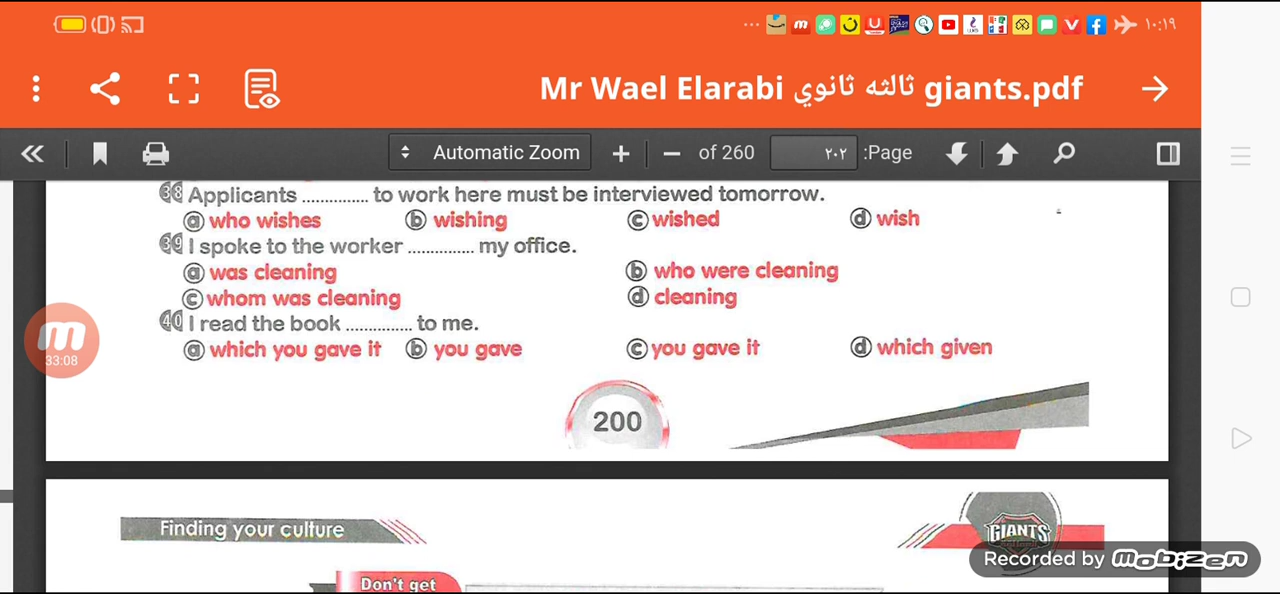 ١٠:١٩
Mr Wael Elarabi ثالثه ثانوي giants.pdf
Automatic Zoom
of 260
٢٠٢
:Page
38 Applicants .............. to work here must be interviewed tomorrow.
a who wishes b wishing c wished d wish
39 I spoke to the worker .............. my office.
a was cleaning b who were cleaning
c whom was cleaning d cleaning
40 I read the book .............. to me.
a which you gave it b you gave c you gave it d which given
33:08
200
Finding your culture
GIANTS
Recorded by mobizen
Don't get